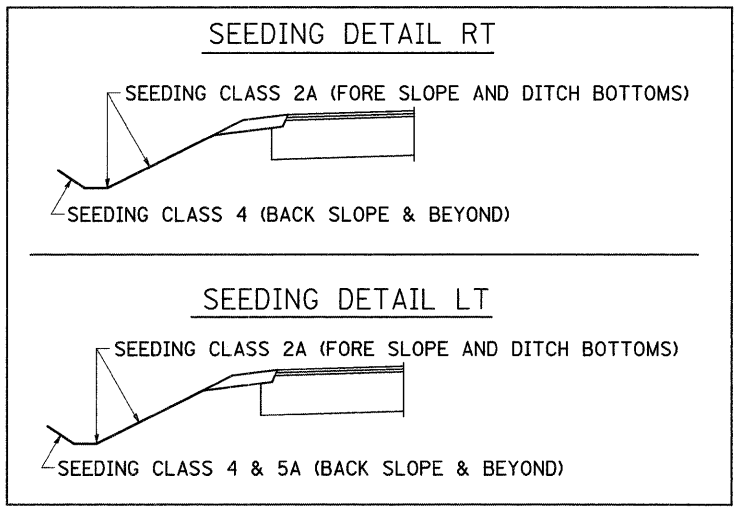 SEEDING DETAIL RT
SEEDING CLASS 2A (FORE SLOPE AND DITCH BOTTOMS)
SEEDING CLASS 4 (BACK SLOPE & BEYOND)
SEEDING DETAIL LT
SEEDING CLASS 2A (FORE SLOPE AND DITCH BOTTOMS)
SEEDING CLASS 4 & 5A (BACK SLOPE & BEYOND)